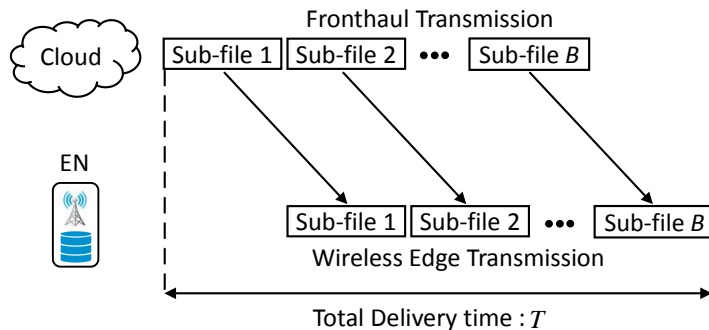 Fronthaul Transmission
Cloud
Sub-file 1 Sub-file 2 ••• Sub-file B
EN
Sub-file 1 Sub-file 2 ••• Sub-file B
Wireless Edge Transmission
Total Delivery time : T